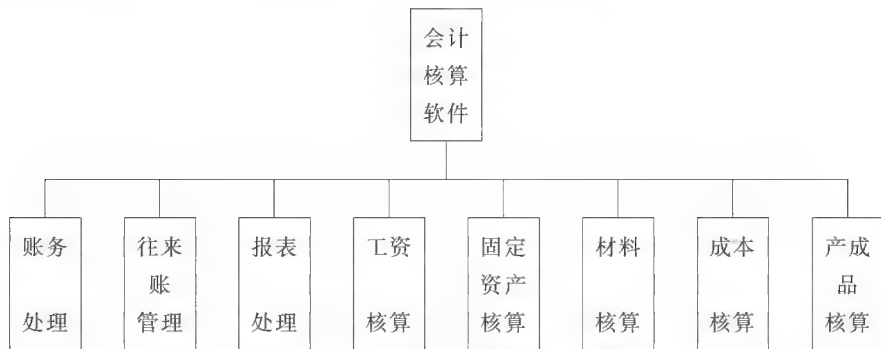 会计
核算
软件
账务
处理
往来
账
管理
报表
处理
工资
核算
固定
资产
核算
材料
核算
成本
核算
产成
品
核算